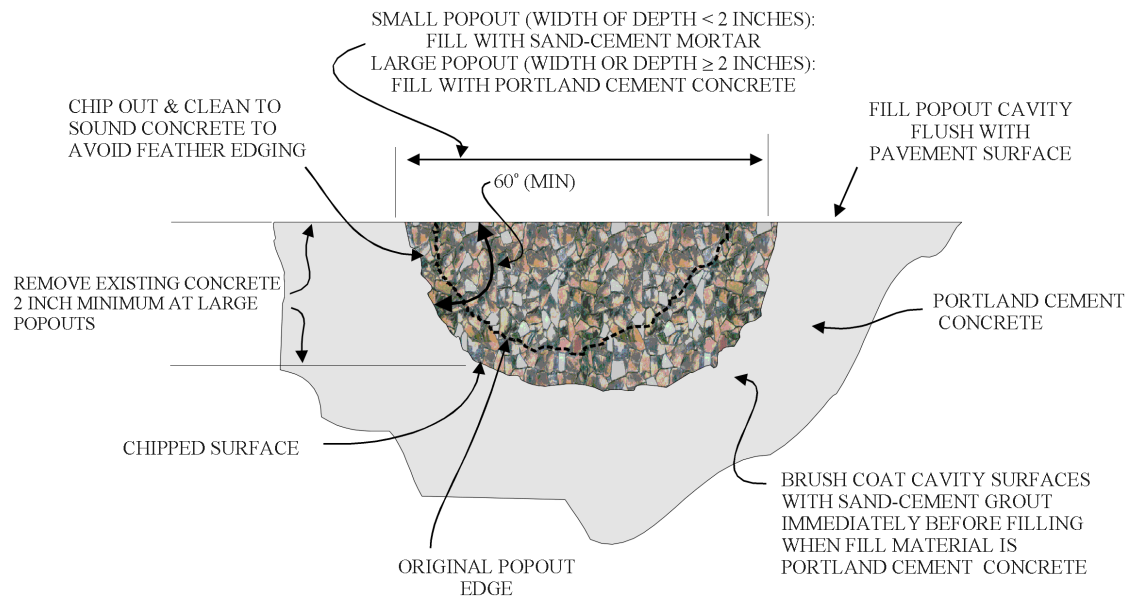 SMALL POPOUT (WIDTH OF DEPTH < 2 INCHES):
FILL WITH SAND-CEMENT MORTAR
LARGE POPOUT (WIDTH OR DEPTH ≥ 2 INCHES):
FILL WITH PORTLAND CEMENT CONCRETE
CHIP OUT & CLEAN TO
SOUND CONCRETE TO
AVOID FEATHER EDGING
FILL POPOUT CAVITY
FLUSH WITH
PAVEMENT SURFACE
60° (MIN)
REMOVE EXISTING CONCRETE
2 INCH MINIMUM AT LARGE
POPOUTS
PORTLAND CEMENT
CONCRETE
CHIPPED SURFACE
BRUSH COAT CAVITY SURFACES
WITH SAND-CEMENT GROUT
IMMEDIATELY BEFORE FILLING
WHEN FILL MATERIAL IS
PORTLAND CEMENT CONCRETE
ORIGINAL POPOUT
EDGE